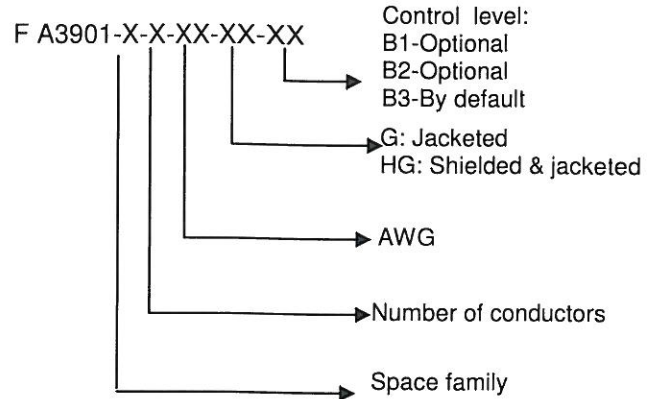 F A3901-X-X-XX-XX-XX
Control level:
B1-Optional
B2-Optional
B3-By default
G: Jacketed
HG: Shielded & jacketed
AWG
Number of conductors
Space family